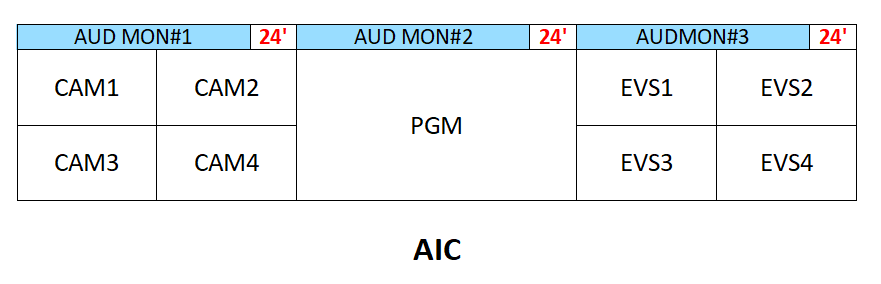 AUD MON#1 24' AUD MON#2 24' AUDMON#3 24'
CAM1 CAM2 EVS1 EVS2
PGM
CAM3 CAM4 EVS3 EVS4
AIC